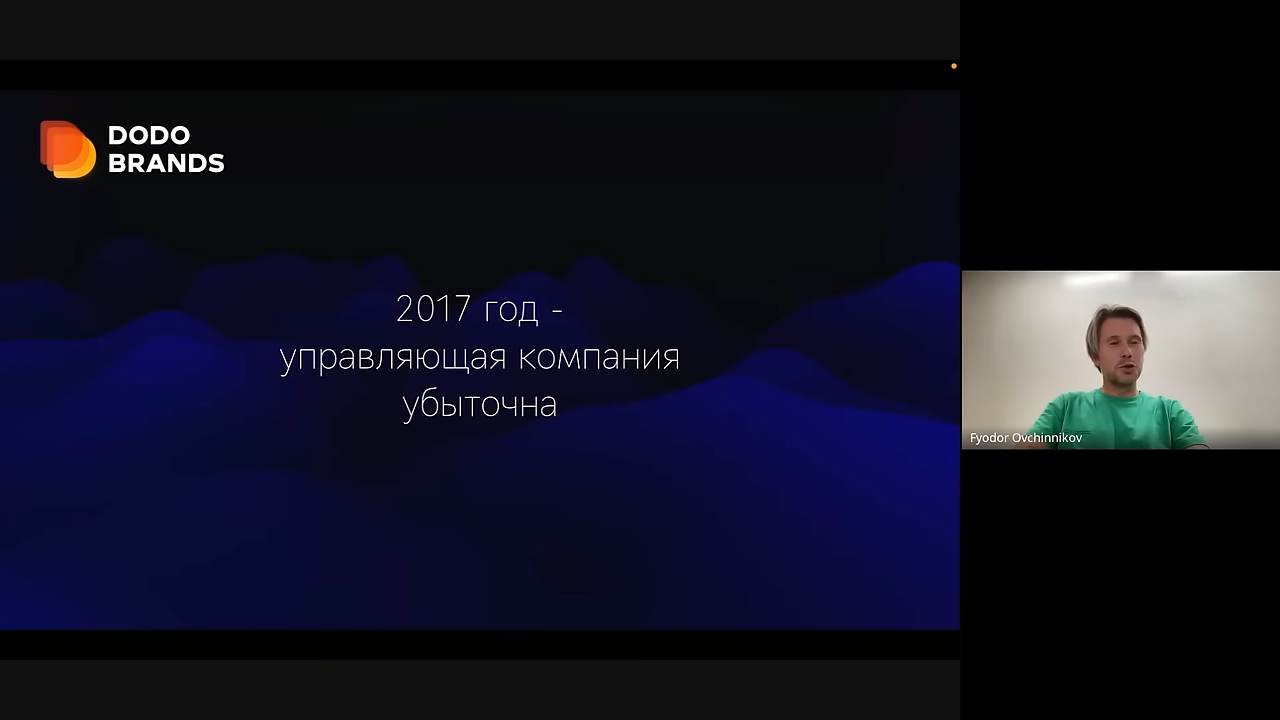 DODO
BRANDS
2017 год -
управляющая компания
убыточна
Fyodor Ovchinnikov